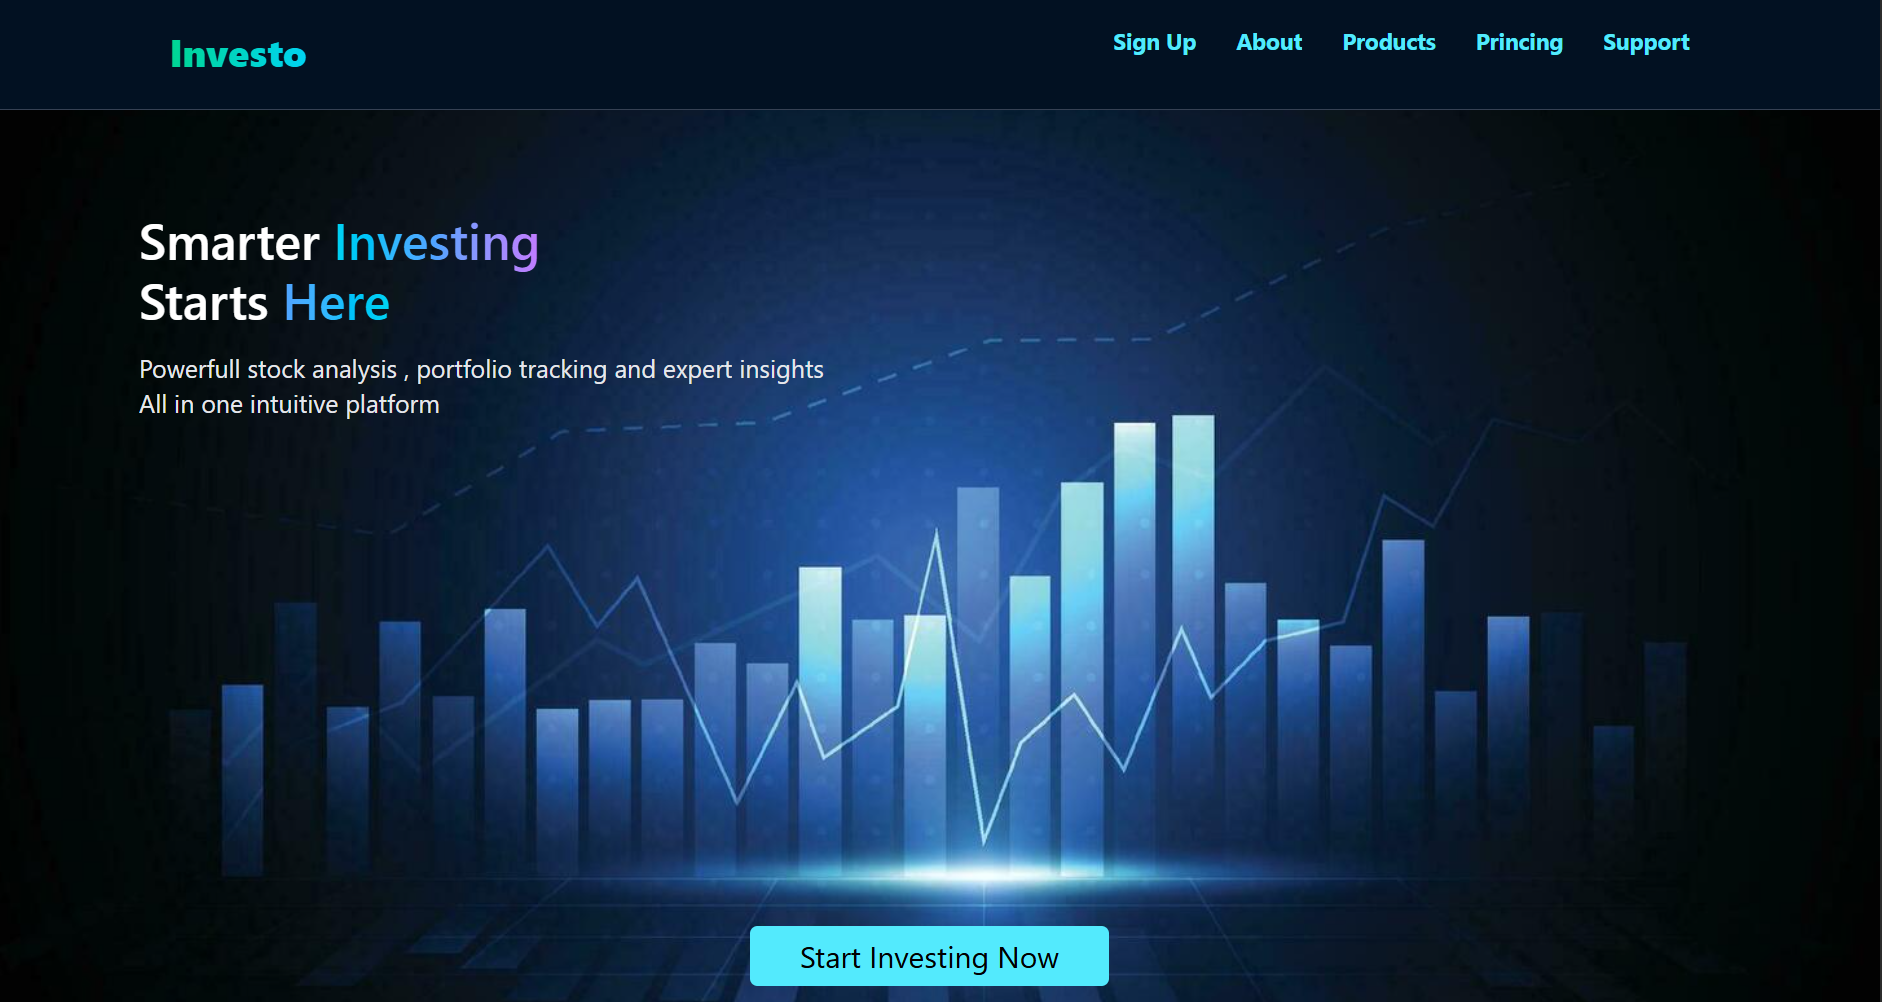 Investo
Sign Up About Products Princing Support
Smarter Investing
Starts Here
Powerfull stock analysis , portfolio tracking and expert insights
All in one intuitive platform
Start Investing Now